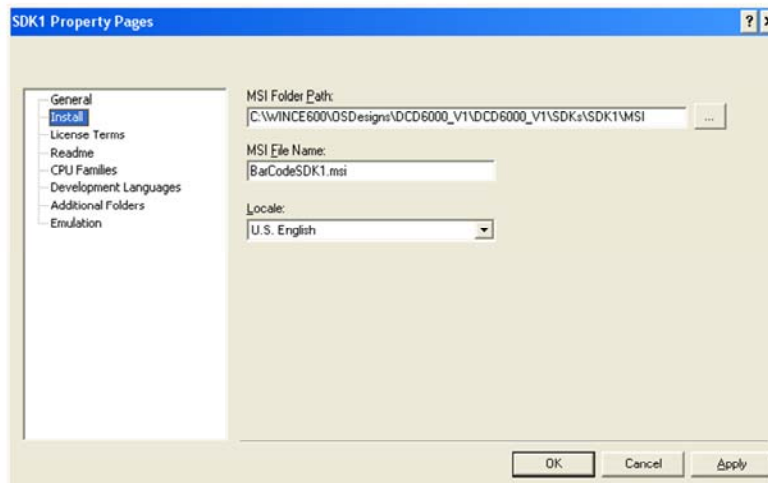 SDK1 Property Pages
General
Install
License Terms
Readme
CPU Families
Development Languages
Additional Folders
Emulation
MSI Folder Path:
C:\WINCE600\OSDesigns\DCD6000_V1\DCD6000_V1\SDKs\SDK1\MSI
...
MSI File Name:
BarCodeSDK1.msi
Locale:
U.S. English
OK
Cancel
Apply